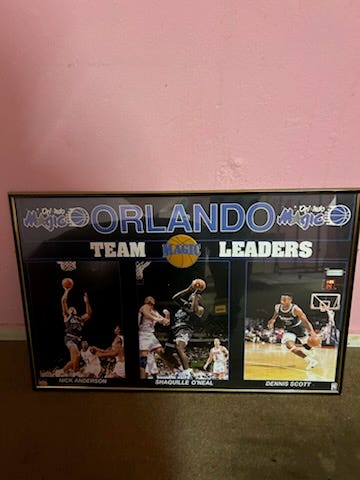 Orlando Magic ORLANDO Orlando Magic
TEAM MAGIC LEADERS
NICK ANDERSON SHAQUILLE O'NEAL DENNIS SCOTT